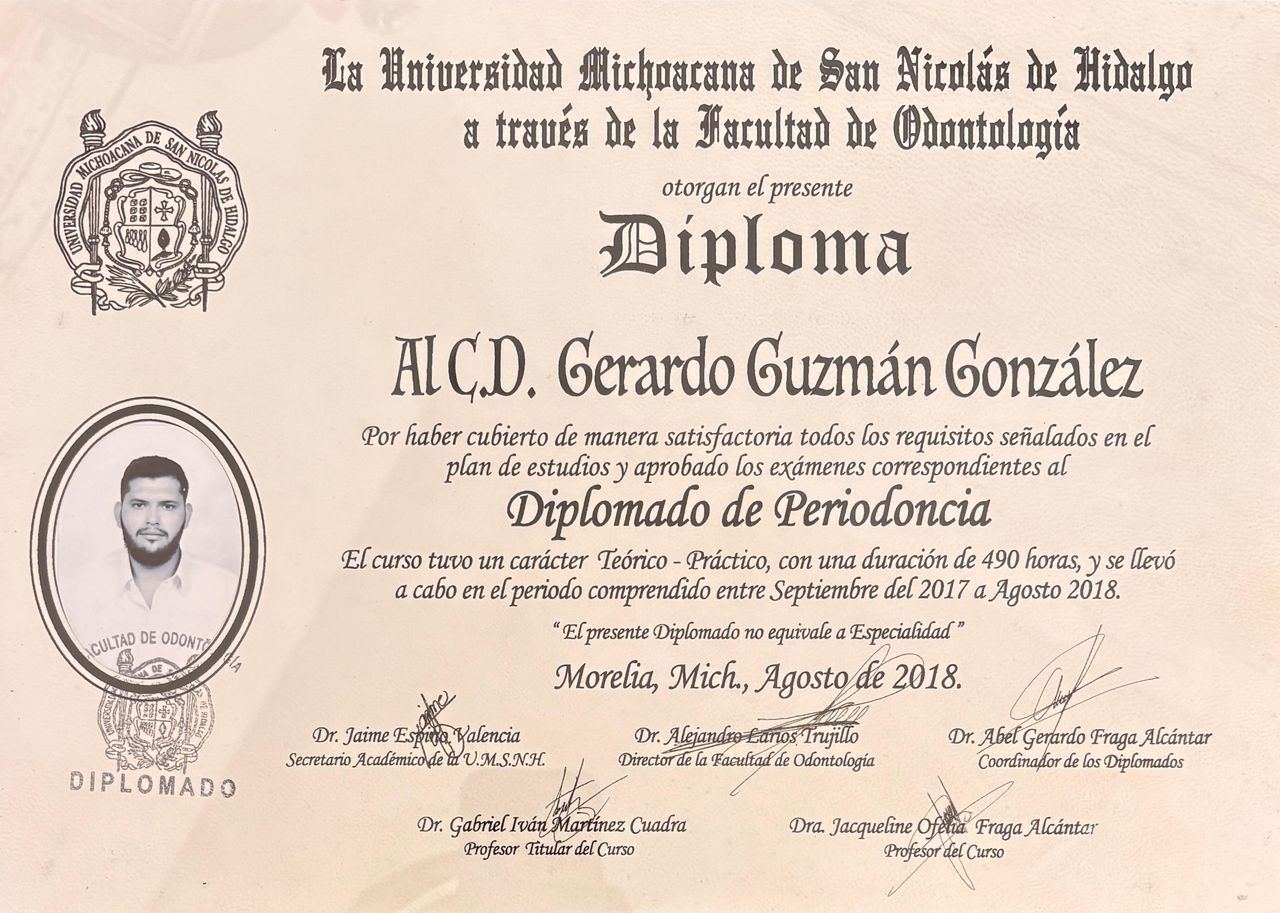 La Universidad Michoacana de San Nicolás de Hidalgo
a través de la Facultad de Odontología
otorgan el presente
Diploma
UNIVERSIDAD MICHOACANA DE SAN NICOLAS DE HIDALGO
Al C.D. Gerardo Guzmán González
Por haber cubierto de manera satisfactoria todos los requisitos señalados en el
plan de estudios y aprobado los exámenes correspondientes al
Diplomado de Periodoncia
El curso tuvo un carácter Teórico - Práctico, con una duración de 490 horas, y se llevó
a cabo en el periodo comprendido entre Septiembre del 2017 a Agosto 2018.
“El presente Diplomado no equivale a Especialidad”
Morelia, Mich., Agosto de 2018.
ACULTAD DE ODONTO GÍA
DIPLOMADO
Dr. Jaime Espino Valencia
Secretario Académico de la U.M.S.N.H.
Dr. Alejandro Larios Trujillo
Director de la Facultad de Odontología
Dr. Abel Gerardo Fraga Alcántar
Coordinador de los Diplomados
Dr. Gabriel Iván Martínez Cuadra
Profesor Titular del Curso
Dra. Jacqueline Ofelia Fraga Alcántar
Profesor del Curso